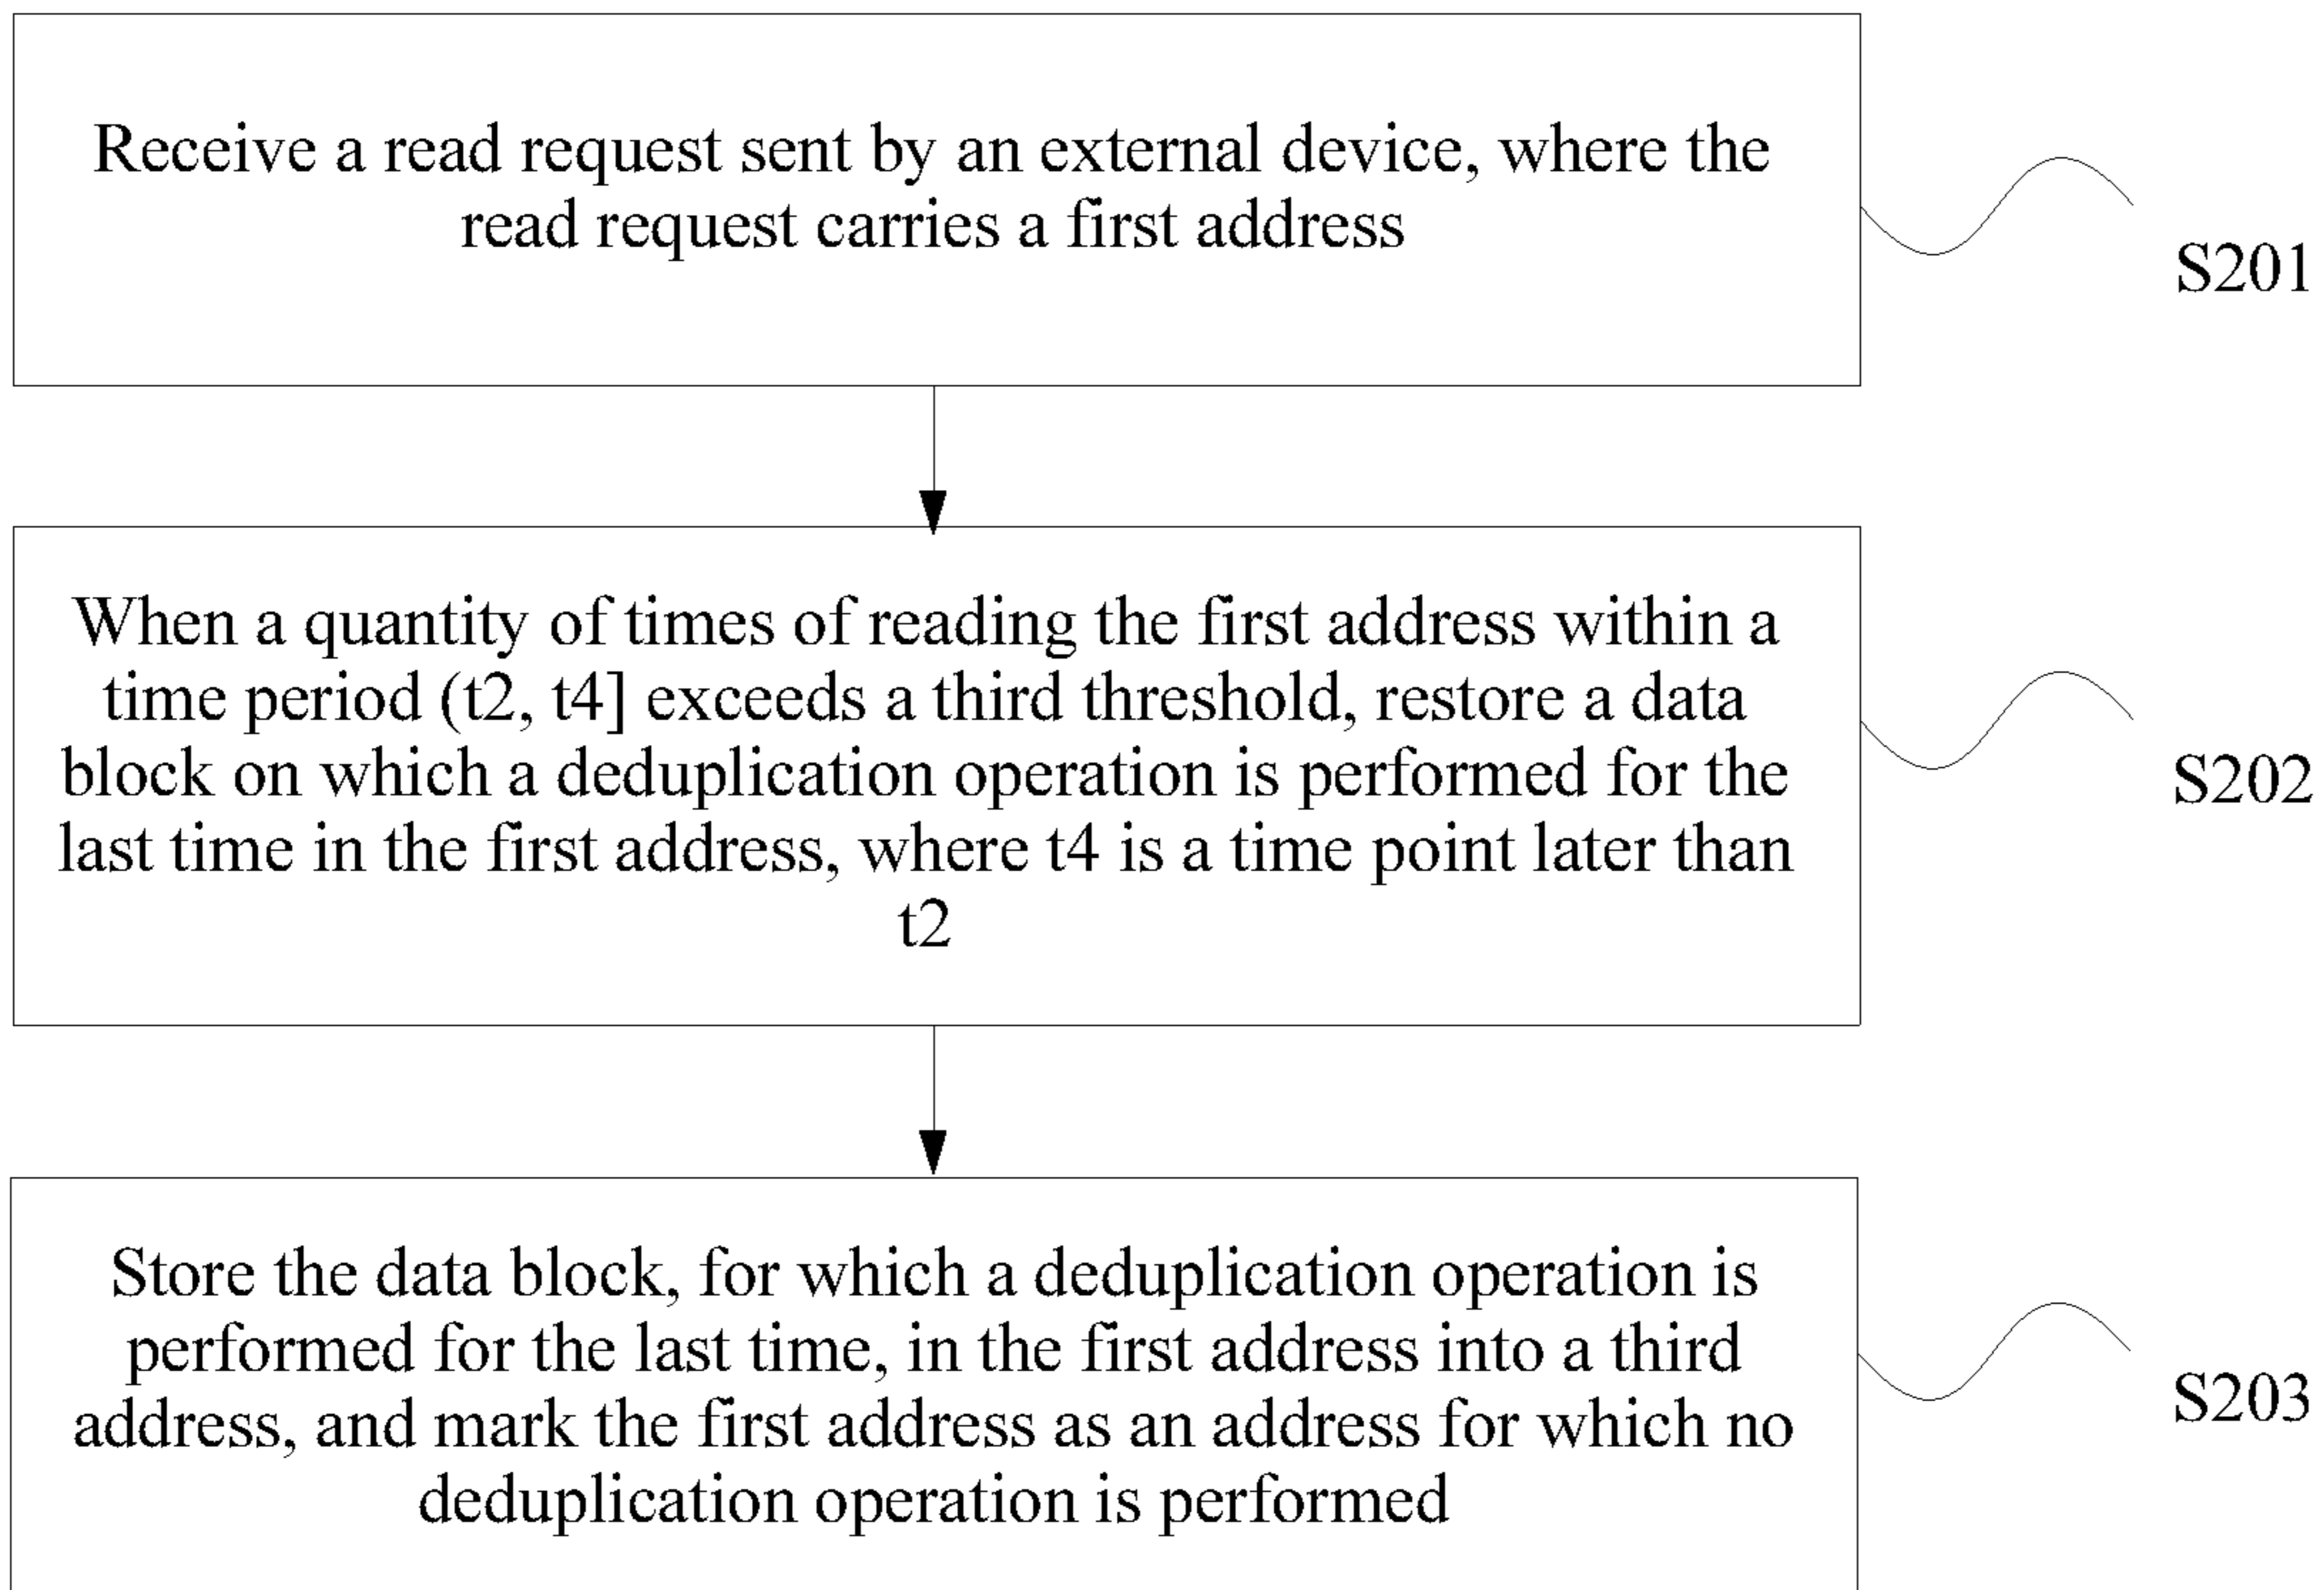 Receive a read request sent by an external device, where the
read request carries a first address
S201
When a quantity of times of reading the first address within a
time period (t2, t4] exceeds a third threshold, restore a data
block on which a deduplication operation is performed for the
last time in the first address, where t4 is a time point later than
t2
S202
Store the data block, for which a deduplication operation is
performed for the last time, in the first address into a third
address, and mark the first address as an address for which no
deduplication operation is performed
S203